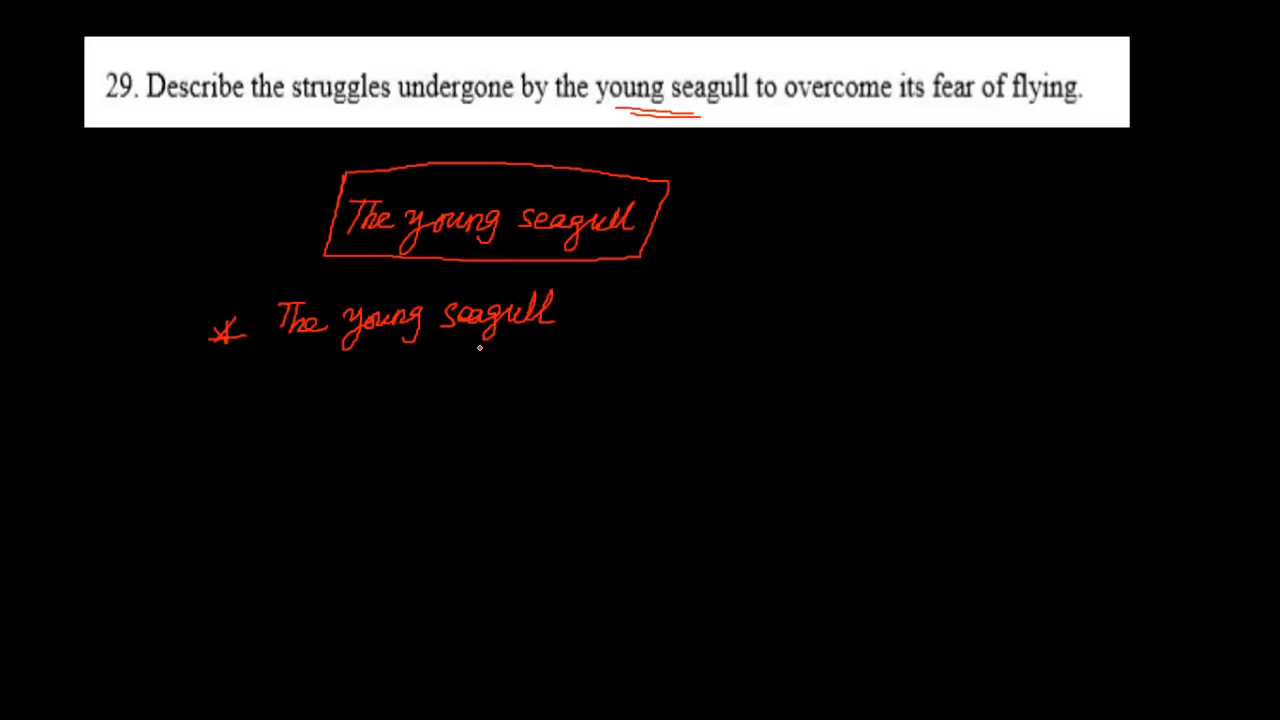 29. Describe the struggles undergone by the young seagull to overcome its fear of flying.
The young seagull
* The young seagull